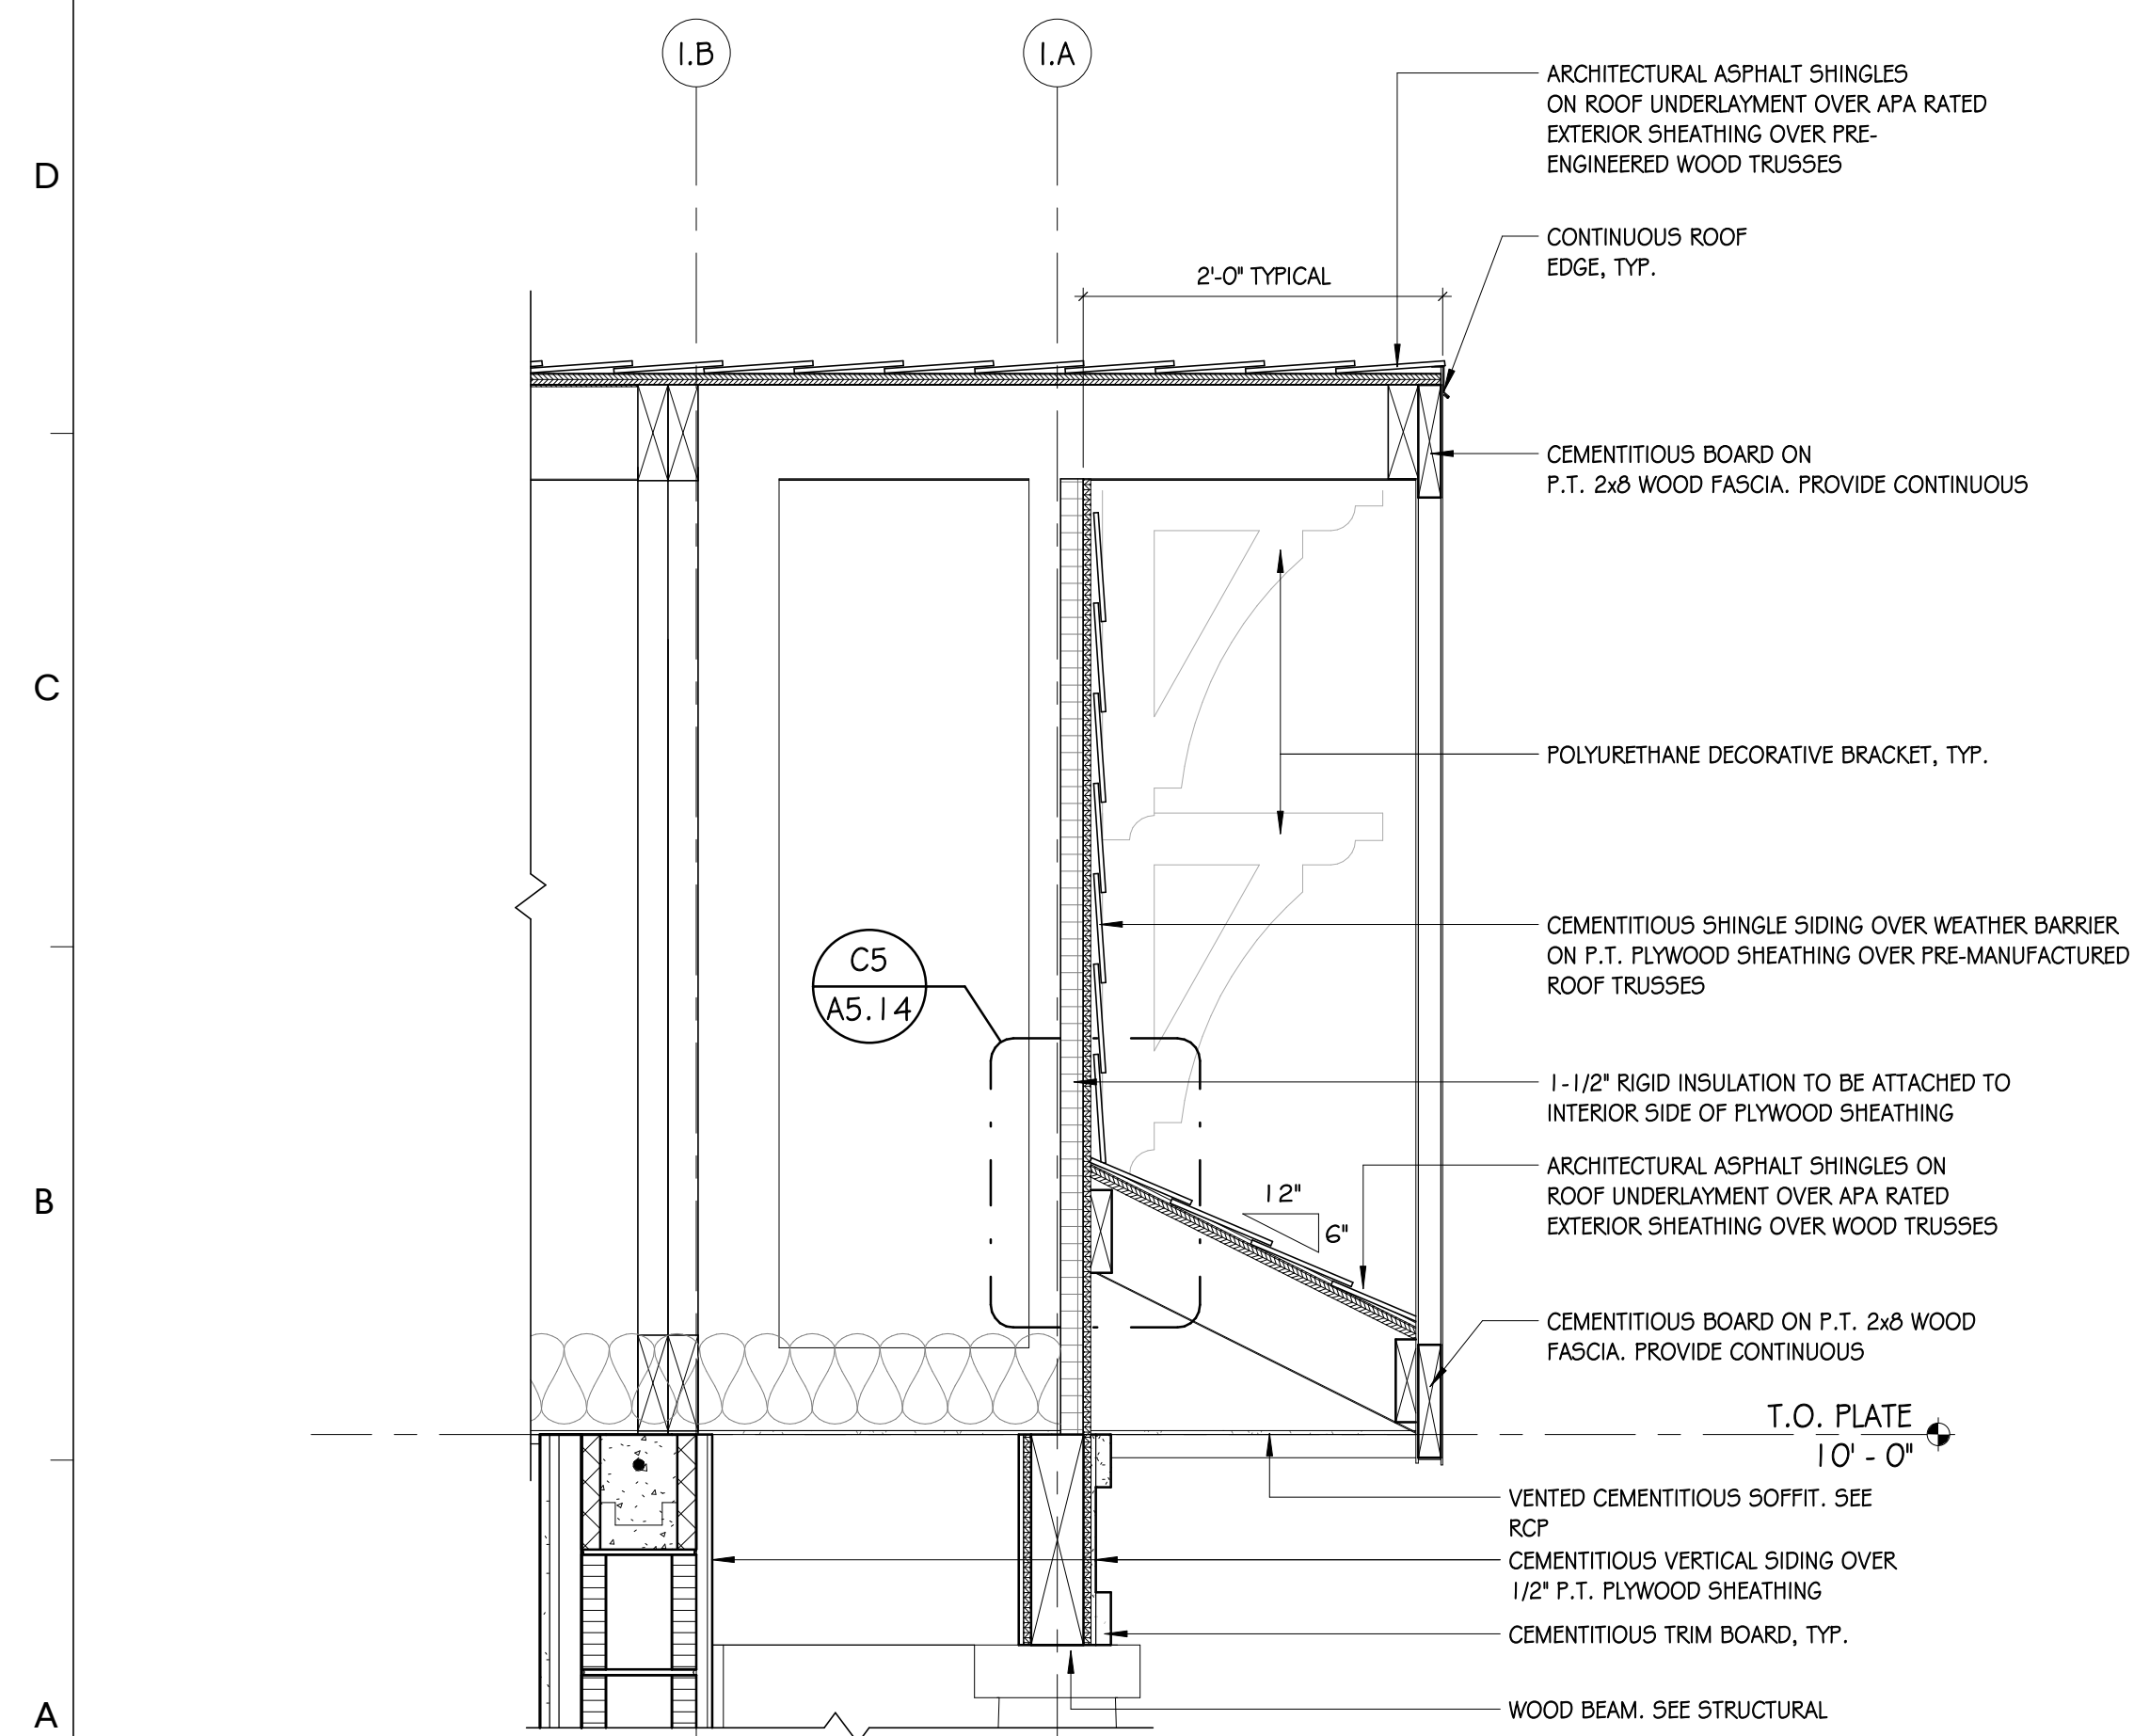 1.B
1.A
D
C
B
A
2'-0" TYPICAL
ARCHITECTURAL ASPHALT SHINGLES
ON ROOF UNDERLAYMENT OVER APA RATED
EXTERIOR SHEATHING OVER PRE-
ENGINEERED WOOD TRUSSES
CONTINUOUS ROOF
EDGE, TYP.
CEMENTITIOUS BOARD ON
P.T. 2x8 WOOD FASCIA. PROVIDE CONTINUOUS
POLYURETHANE DECORATIVE BRACKET, TYP.
C5
A5.14
CEMENTITIOUS SHINGLE SIDING OVER WEATHER BARRIER
ON P.T. PLYWOOD SHEATHING OVER PRE-MANUFACTURED
ROOF TRUSSES
1-1/2" RIGID INSULATION TO BE ATTACHED TO
INTERIOR SIDE OF PLYWOOD SHEATHING
12"
6"
ARCHITECTURAL ASPHALT SHINGLES ON
ROOF UNDERLAYMENT OVER APA RATED
EXTERIOR SHEATHING OVER WOOD TRUSSES
CEMENTITIOUS BOARD ON P.T. 2x8 WOOD
FASCIA. PROVIDE CONTINUOUS
T.O. PLATE
10' - 0"
VENTED CEMENTITIOUS SOFFIT. SEE
RCP
CEMENTITIOUS VERTICAL SIDING OVER
1/2" P.T. PLYWOOD SHEATHING
CEMENTITIOUS TRIM BOARD, TYP.
WOOD BEAM. SEE STRUCTURAL